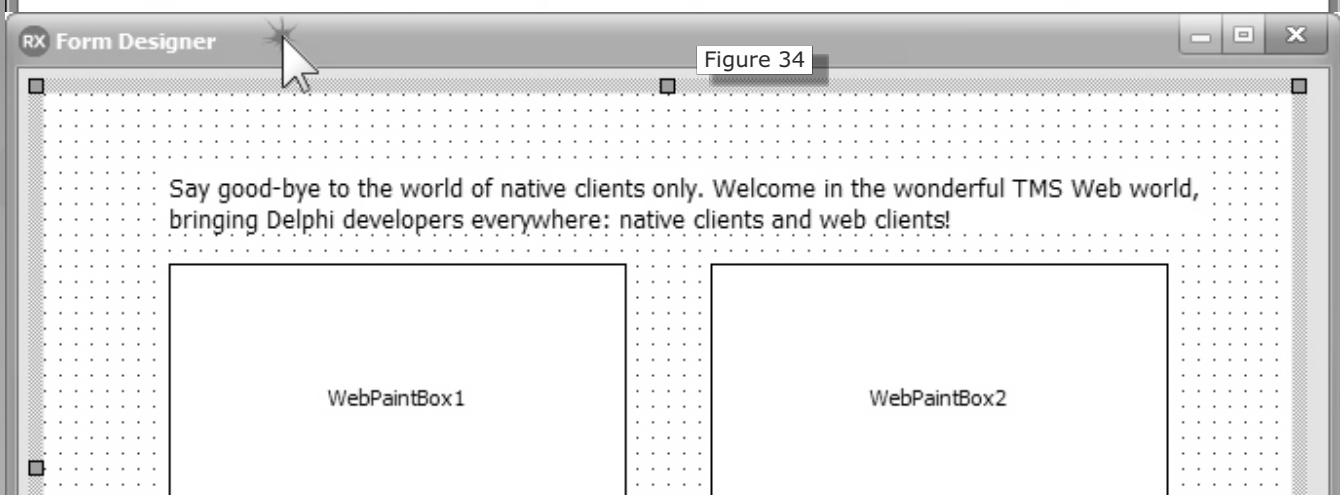 RX Form Designer
Figure 34
Say good-bye to the world of native clients only. Welcome in the wonderful TMS Web world,
bringing Delphi developers everywhere: native clients and web clients!
WebPaintBox1
WebPaintBox2